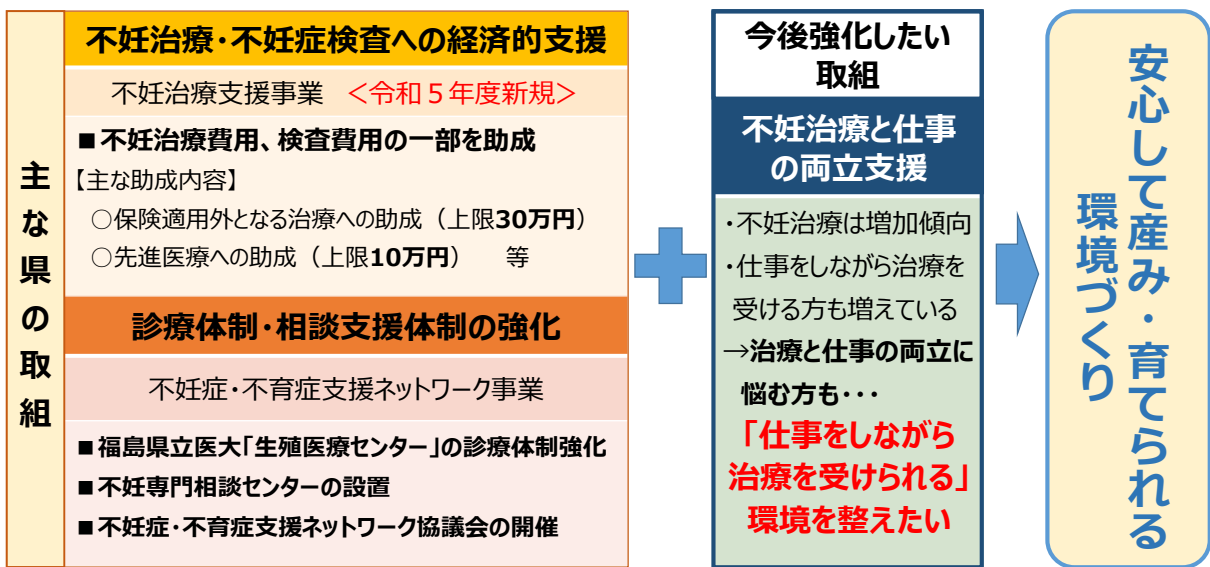 主な県の取組
不妊治療・不妊症検査への経済的支援
不妊治療支援事業 ＜令和５年度新規＞
■不妊治療費用、検査費用の一部を助成
【主な助成内容】
○保険適用外となる治療への助成（上限30万円）
○先進医療への助成（上限10万円） 等
診療体制・相談支援体制の強化
不妊症・不育症支援ネットワーク事業
■福島県立医大「生殖医療センター」の診療体制強化
■不妊専門相談センターの設置
■不妊症・不育症支援ネットワーク協議会の開催
今後強化したい
取組
不妊治療と仕事
の両立支援
・不妊治療は増加傾向
・仕事をしながら治療を
受ける方も増えている
→治療と仕事の両立に
悩む方も・・・
「仕事をしながら
治療を受けられる」
環境を整えたい
安心して産み・育てられる
環境づくり